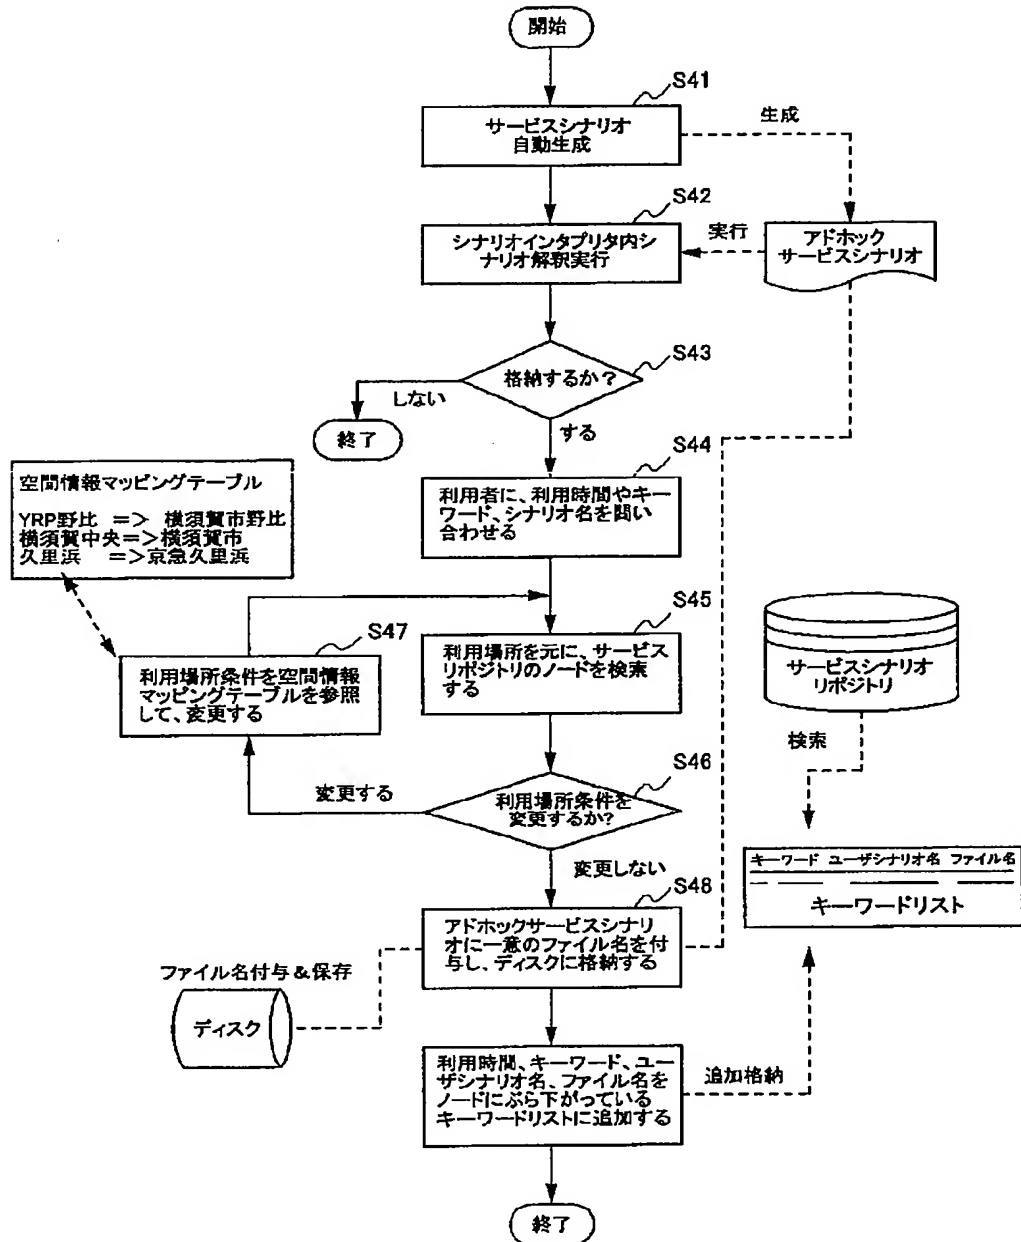 開始
S41
サービスシナリオ
自動生成
生成
S42
シナリオインタプリタ内シ
ナリオ解釈実行
実行
アドホック
サービスシナリオ
S43
格納するか?
しない
終了
する
S44
利用者に、利用時間やキー
ワード、シナリオ名を問い
合わせる
空間情報マッピングテーブル
YRP野比 => 横須賀市野比
横須賀中央=>横須賀市
久里浜 =>京急久里浜
S45
利用場所を元に、サービス
リポジトリのノードを検索
する
S47
利用場所条件を空間情報
マッピングテーブルを参照
して、変更する
サービスシナリオ
リポジトリ
検索
S46
利用場所条件を
変更するか?
変更する
変更しない
キーワード ユーザシナリオ名 ファイル名
キーワードリスト
S48
アドホックサービスシナリ
オに一意のファイル名を付
与し、ディスクに格納する
ファイル名付与&保存
ディスク
利用時間、キーワード、ユー
ザシナリオ名、ファイル名を
ノードにぶら下がっている
キーワードリストに追加する
追加格納
終了